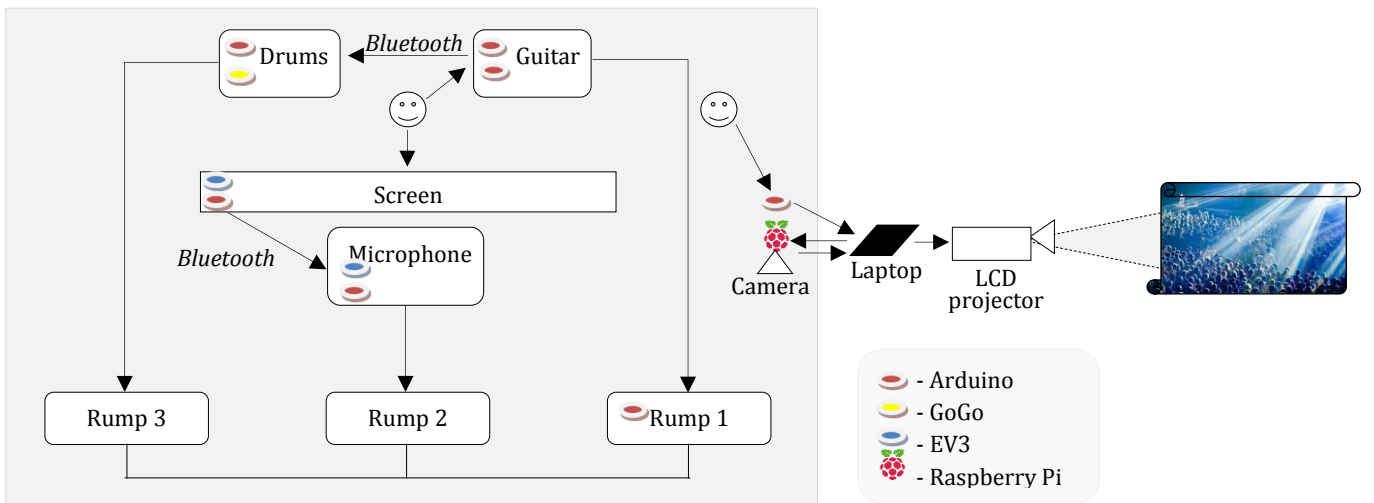 Bluetooth
Drums
Guitar
Screen
Bluetooth
Microphone
Camera
Laptop
LCD
projector
Rump 3
Rump 2
Rump 1
- Arduino
- GoGo
- EV3
- Raspberry Pi